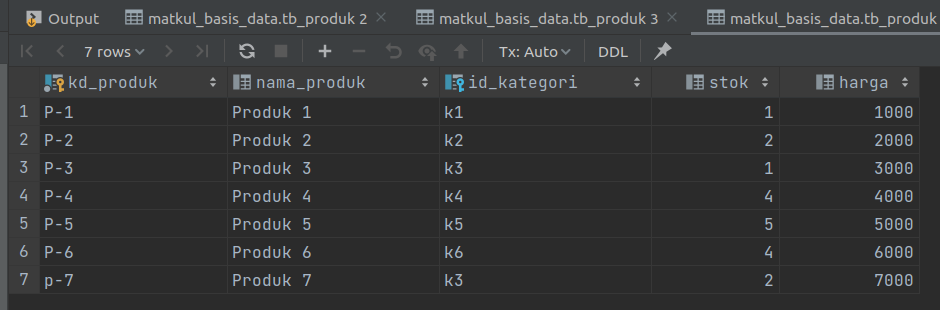 Output matkul_basis_data.tb_produk 2 matkul_basis_data.tb_produk 3 matkul_basis_data.tb_produk
7 rows Tx: Auto DDL
kd_produk nama_produk id_kategori stok harga
1 P-1 Produk 1 k1 1 1000
2 P-2 Produk 2 k2 2 2000
3 P-3 Produk 3 k3 1 3000
4 P-4 Produk 4 k4 4 4000
5 P-5 Produk 5 k5 5 5000
6 P-6 Produk 6 k6 4 6000
7 p-7 Produk 7 k3 2 7000